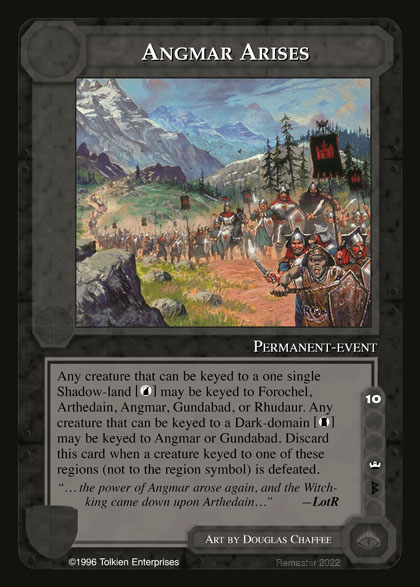 Angmar Arises
Permanent-event
Any creature that can be keyed to a one single
Shadow-land [] may be keyed to Forochel,
Arthedain, Angmar, Gundabad, or Rhudaur. Any
creature that can be keyed to a Dark-domain []
may be keyed to Angmar or Gundabad. Discard
this card when a creature keyed to one of these
regions (not to the region symbol) is defeated.
“… the power of Angmar arose again, and the Witch-
king came down upon Arthedain…” —LotR
10
Art by Douglas Chaffee
©1996 Tolkien Enterprises
Remaster 2022